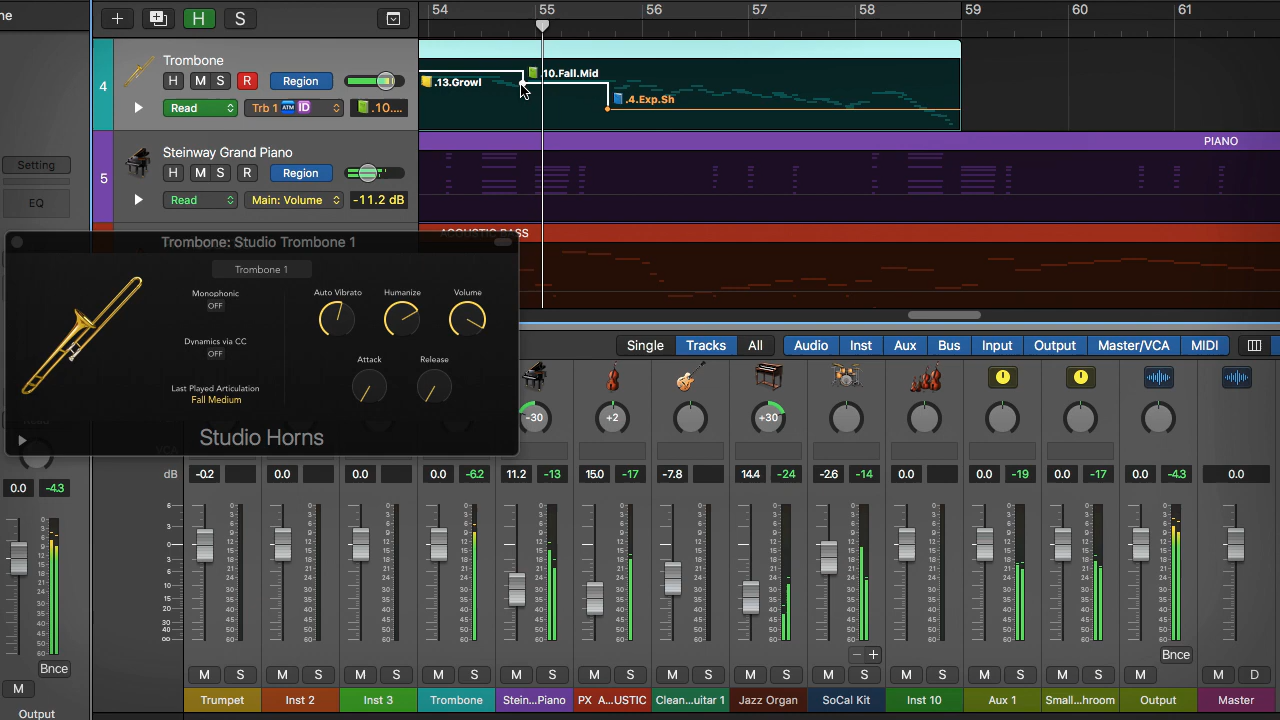 ne
H
S
54 55 56 57 58 59 60 61
4
Trombone
H M S R Region
Read
Trb 1 🏧 🆔
.10....
.13.Growl
10.Fall.Mid
.4.Exp.Sh
5
Steinway Grand Piano
H M S R Region
Read
Main: Volume
-11.2 dB
PIANO
Setting
EQ
Trombone: Studio Trombone 1
Trombone 1
Monophonic
OFF
Dynamics via CC
OFF
Last Played Articulation
Fall Medium
Auto Vibrato
Humanize
Volume
Attack
Release
Studio Horns
Single Tracks All Audio Inst Aux Bus Input Output Master/VCA MIDI
-30 +2 +30
dB -0.2 0.0 0.0 0.0 -6.2 11.2 -13 15.0 -17 -7.8 14.4 -24 -2.6 -14 0.0 -19 0.0 -17 0.0 -4.3 0.0
0.0 -4.3
Bnce
Bnce
M
M S M S M S M S M S M S M S M S M S M S M S M S M M D
Output
Trumpet Inst 2 Inst 3 Trombone Stein...Piano PX A...USTIC Clean...uitar 1 Jazz Organ SoCal Kit Inst 10 Aux 1 Small...hroom Output Master